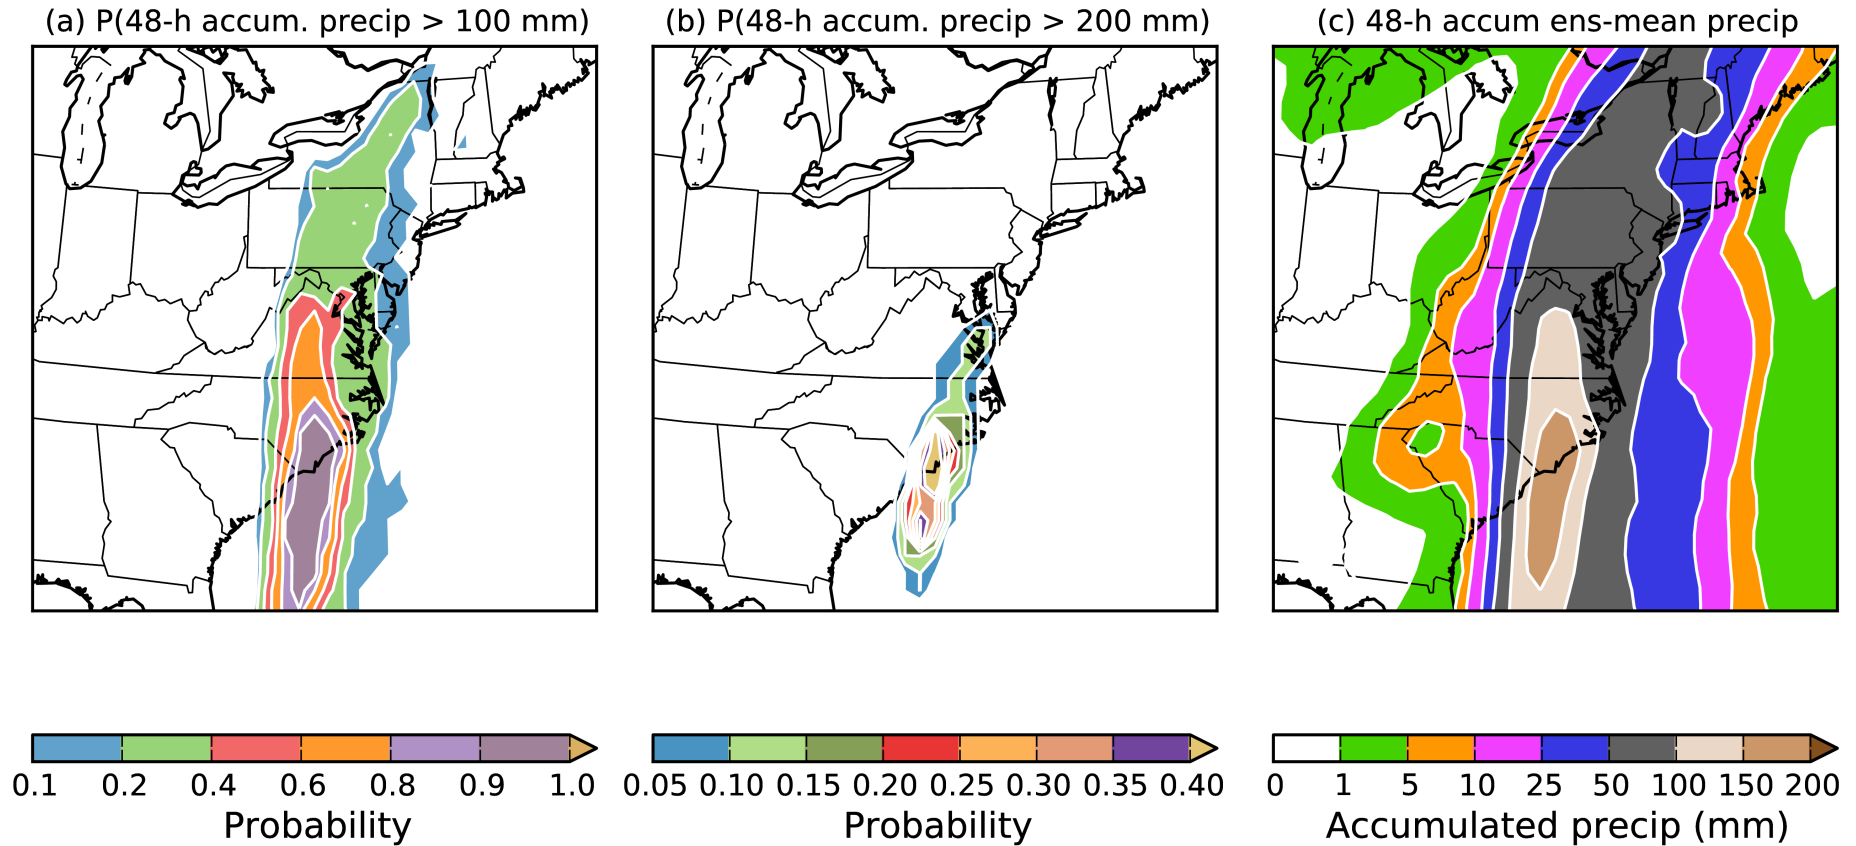 (a) P(48-h accum. precip > 100 mm)
(b) P(48-h accum. precip > 200 mm)
(c) 48-h accum ens-mean precip
0.1 0.2 0.4 0.6 0.8 0.9 1.0
Probability
0.05 0.10 0.15 0.20 0.25 0.30 0.35 0.40
Probability
0 1 5 10 25 50 100 150 200
Accumulated precip (mm)